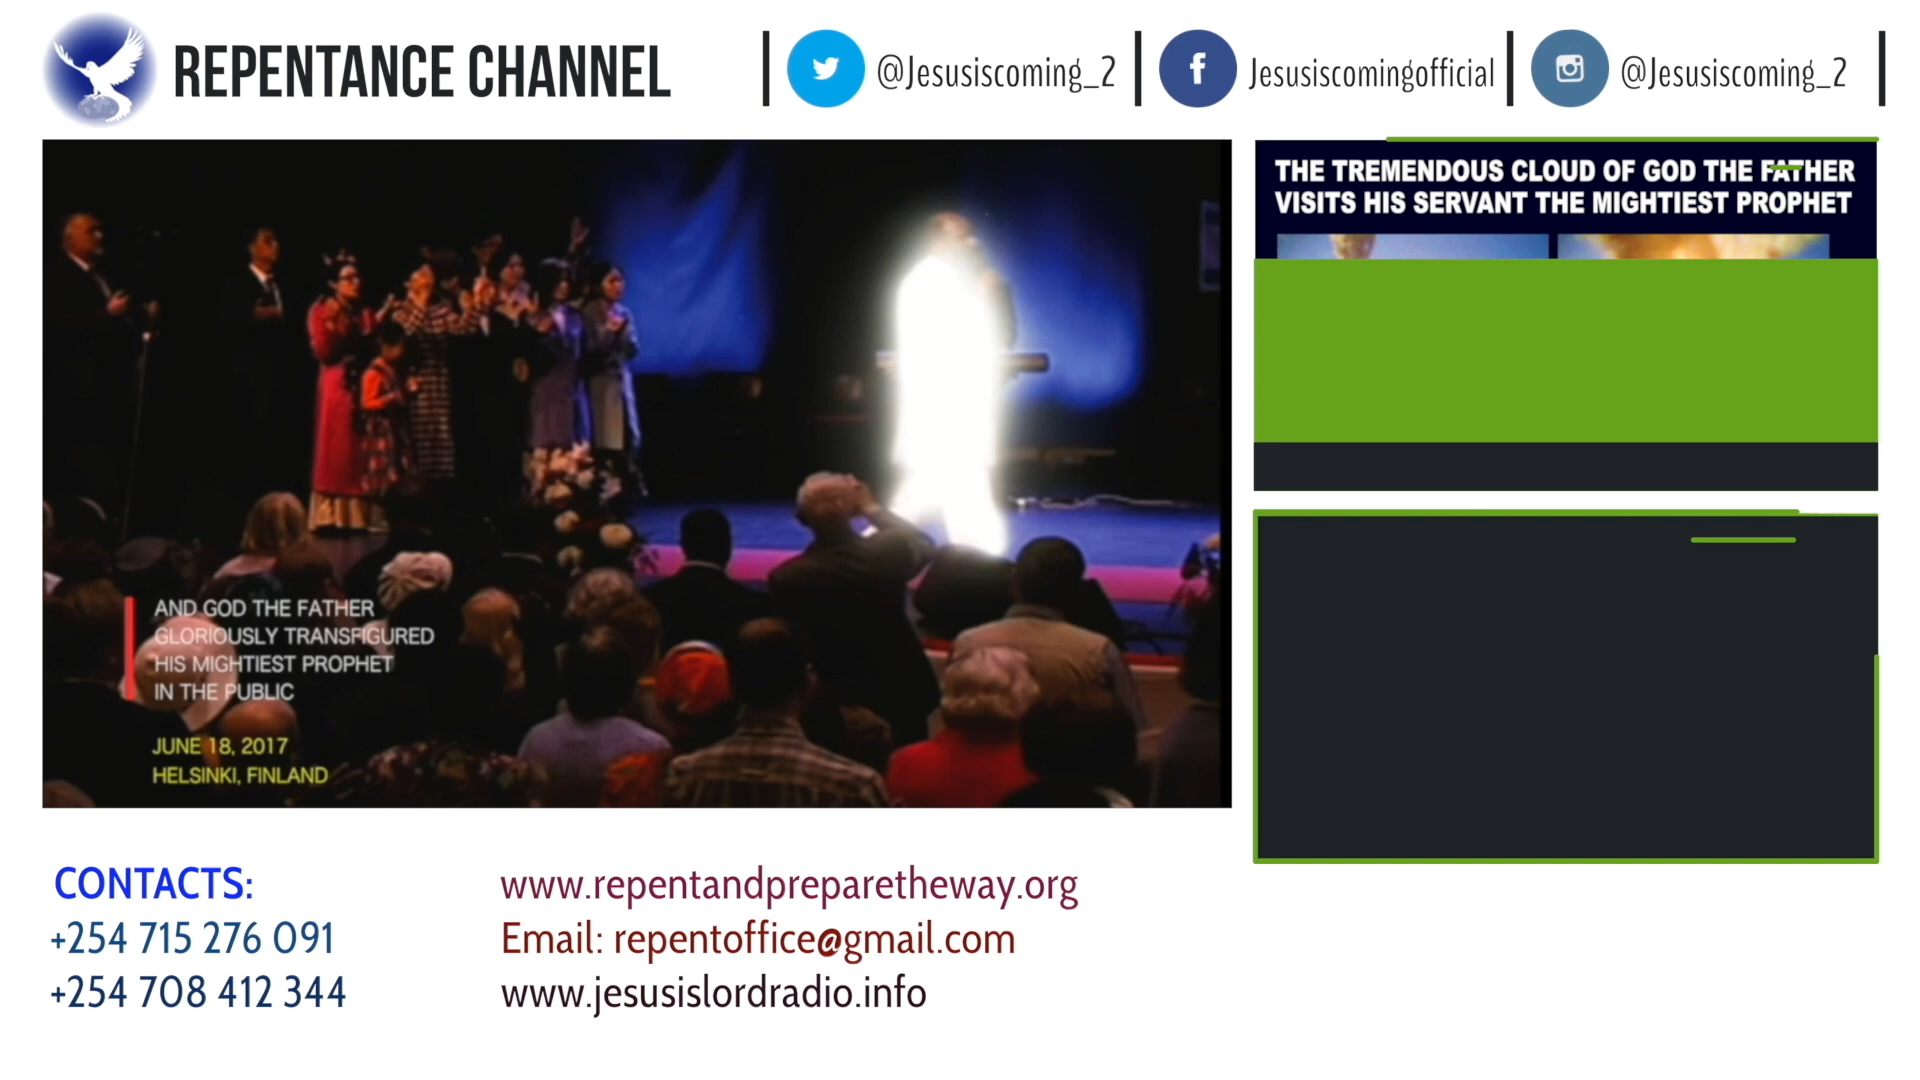 REPENTANCE CHANNEL
@Jesusiscoming_2
Jesusiscomingofficial
@Jesusiscoming_2
THE TREMENDOUS CLOUD OF GOD THE FATHER
VISITS HIS SERVANT THE MIGHTIEST PROPHET
AND GOD THE FATHER
GLORIOUSLY TRANSFIGURED
HIS MIGHTIEST PROPHET
IN THE PUBLIC
JUNE 18, 2017
HELSINKI, FINLAND
CONTACTS:
+254 715 276 091
+254 708 412 344
www.repentandpreparetheway.org
Email: repentoffice@gmail.com
www.jesusislordradio.info